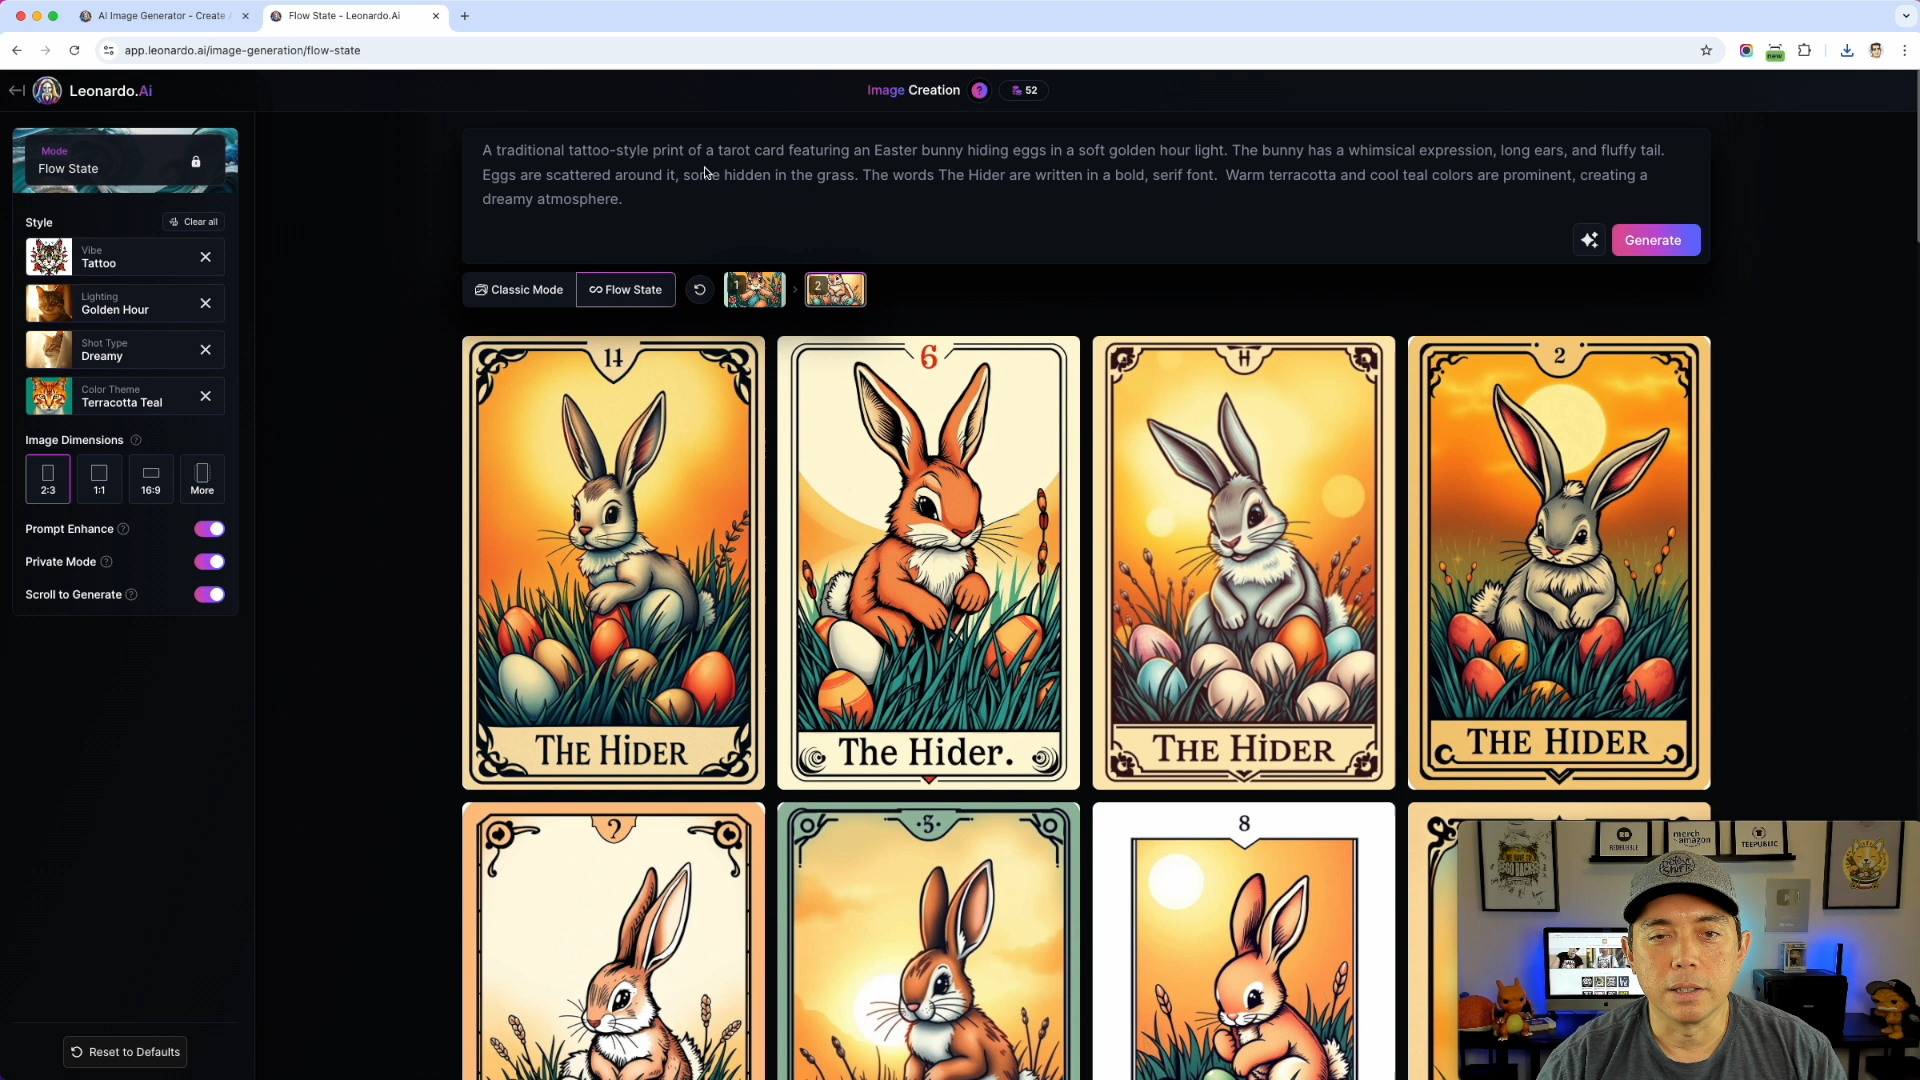 AI Image Generator - Create
Flow State - Leonardo.Ai
app.leonardo.ai/image-generation/flow-state
new
Leonardo.Ai
Image Creation
?
52
Mode
Flow State
Style
Clear all
Vibe
Tattoo
Lighting
Golden Hour
Shot Type
Dreamy
Color Theme
Terracotta Teal
Image Dimensions
2:3
1:1
16:9
More
Prompt Enhance
Private Mode
Scroll to Generate
Reset to Defaults
A traditional tattoo-style print of a tarot card featuring an Easter bunny hiding eggs in a soft golden hour light. The bunny has a whimsical expression, long ears, and fluffy tail.
Eggs are scattered around it, some hidden in the grass. The words The Hider are written in a bold, serif font. Warm terracotta and cool teal colors are prominent, creating a
dreamy atmosphere.
Generate
Classic Mode
Flow State
1
2
14
THE HIDER
6
The Hider.
H
THE HIDER
2
THE HIDER
?
.5.
8
REDBUBBLE
merch
amazon
TEEPUBLIC